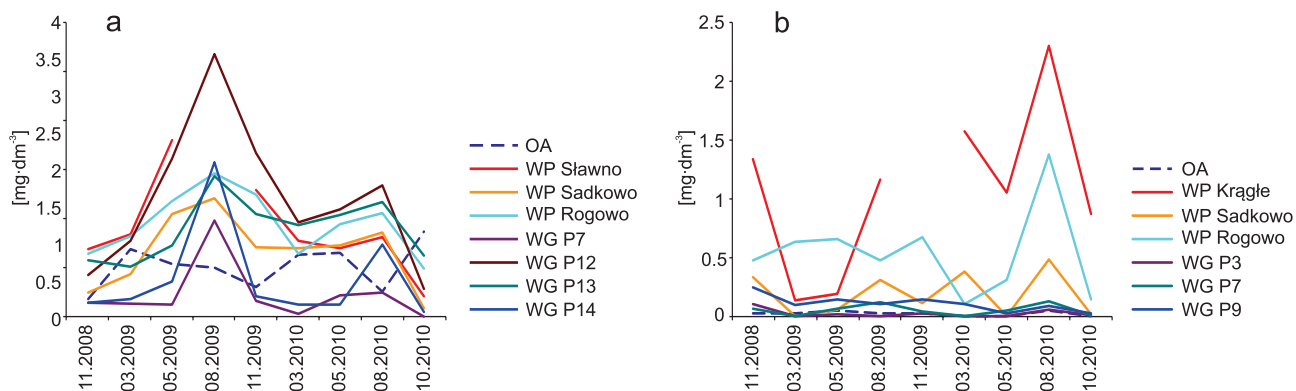 a
[mg·dm-³]
4
3.5
3
2.5
2
1.5
1
0.5
0
11.2008
03.2009
05.2009
08.2009
11.2009
03.2010
05.2010
08.2010
10.2010
OA
WP Sławno
WP Sadkowo
WP Rogowo
WG P7
WG P12
WG P13
WG P14
b
[mg·dm-³]
2.5
2
1.5
1
0.5
0
11.2008
03.2009
05.2009
08.2009
11.2009
03.2010
05.2010
08.2010
10.2010
OA
WP Krągłe
WP Sadkowo
WP Rogowo
WG P3
WG P7
WG P9